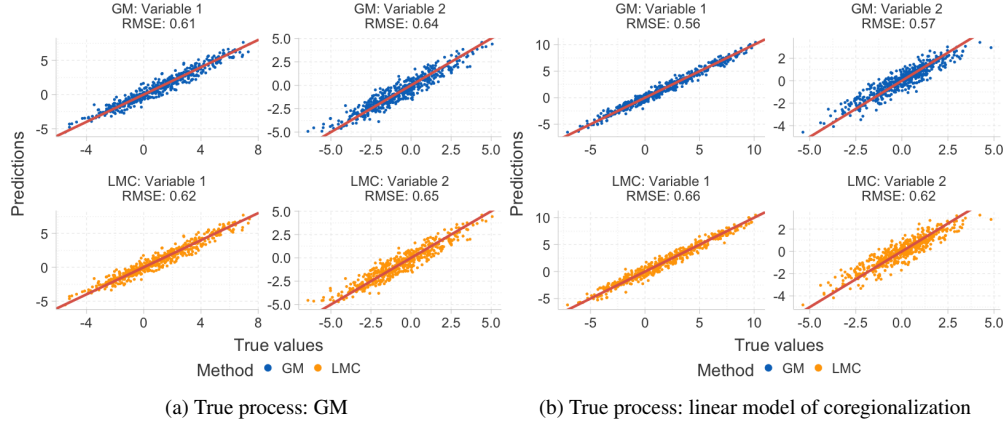 GM: Variable 1
RMSE: 0.61
GM: Variable 2
RMSE: 0.64
5
0
-5
-4
0
4
8
5.0
2.5
0.0
-2.5
-5.0
-5.0
-2.5
0.0
2.5
5.0
LMC: Variable 1
RMSE: 0.62
LMC: Variable 2
RMSE: 0.65
5
0
-5
-4
0
4
8
5.0
2.5
0.0
-2.5
-5.0
-5.0
-2.5
0.0
2.5
5.0
Predictions
True values
Method GM LMC
(a) True process: GM
GM: Variable 1
RMSE: 0.56
GM: Variable 2
RMSE: 0.57
10
5
0
-5
-5
0
5
10
2
0
-2
-4
-5.0
-2.5
0.0
2.5
5.0
LMC: Variable 1
RMSE: 0.66
LMC: Variable 2
RMSE: 0.62
10
5
0
-5
-5
0
5
10
2
0
-2
-4
-5.0
-2.5
0.0
2.5
5.0
Predictions
True values
Method GM LMC
(b) True process: linear model of coregionalization